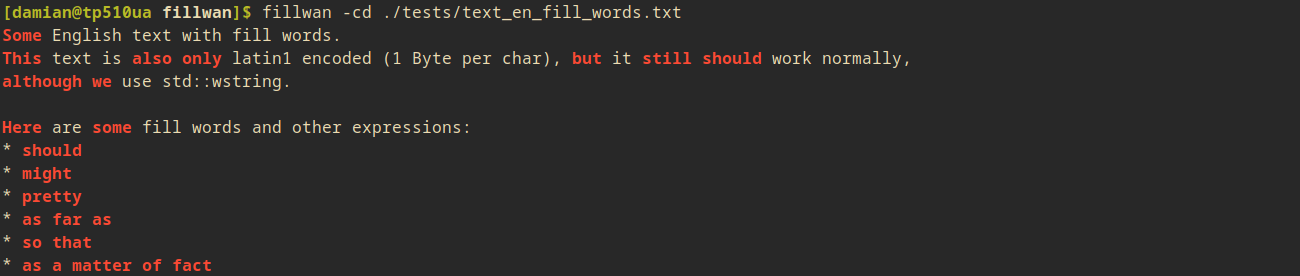 [damian@tp510ua fillwan]$ fillwan -cd ./tests/text_en_fill_words.txt
Some English text with fill words.
This text is also only latin1 encoded (1 Byte per char), but it still should work normally,
although we use std::wstring.

Here are some fill words and other expressions:
* should
* might
* pretty
* as far as
* so that
* as a matter of fact